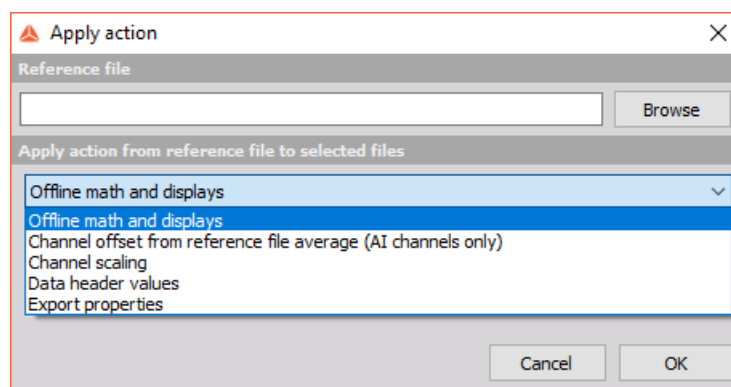 Apply action
Reference file
Browse
Apply action from reference file to selected files
Offline math and displays
Offline math and displays
Channel offset from reference file average (AI channels only)
Channel scaling
Data header values
Export properties
Cancel OK